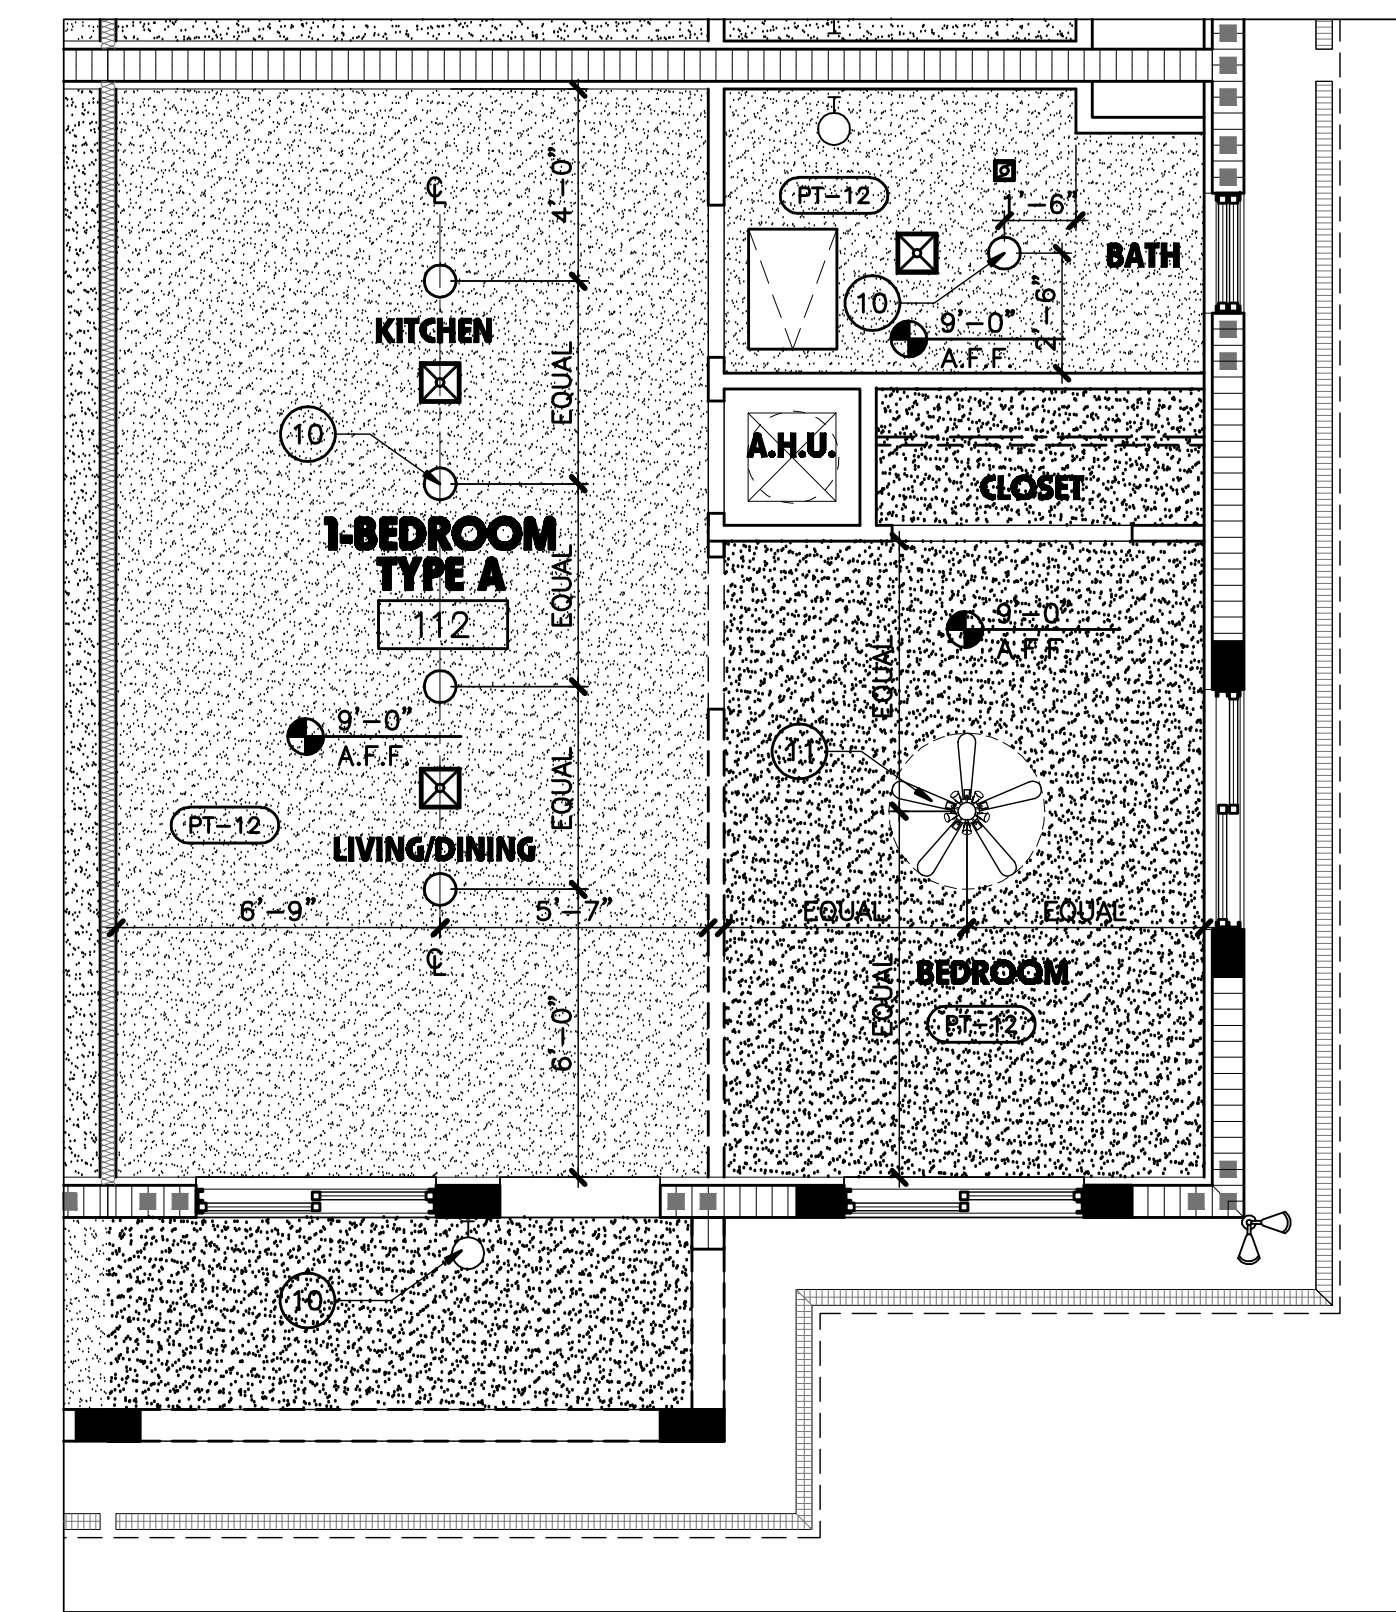 4'-0"
℄
PT-12
1'-6"
BATH
KITCHEN
10
9'-0"
A.F.F.
2'-6"
EQUAL
10
A.H.U.
CLOSET
1-BEDROOM
TYPE A
112
EQUAL
9'-0"
A.F.F.
EQUAL
9'-0"
A.F.F.
11
EQUAL
PT-12
LIVING/DINING
6'-9"
5'-7"
EQUAL
EQUAL
℄
BEDROOM
EQUAL
PT-12
6'-0"
10